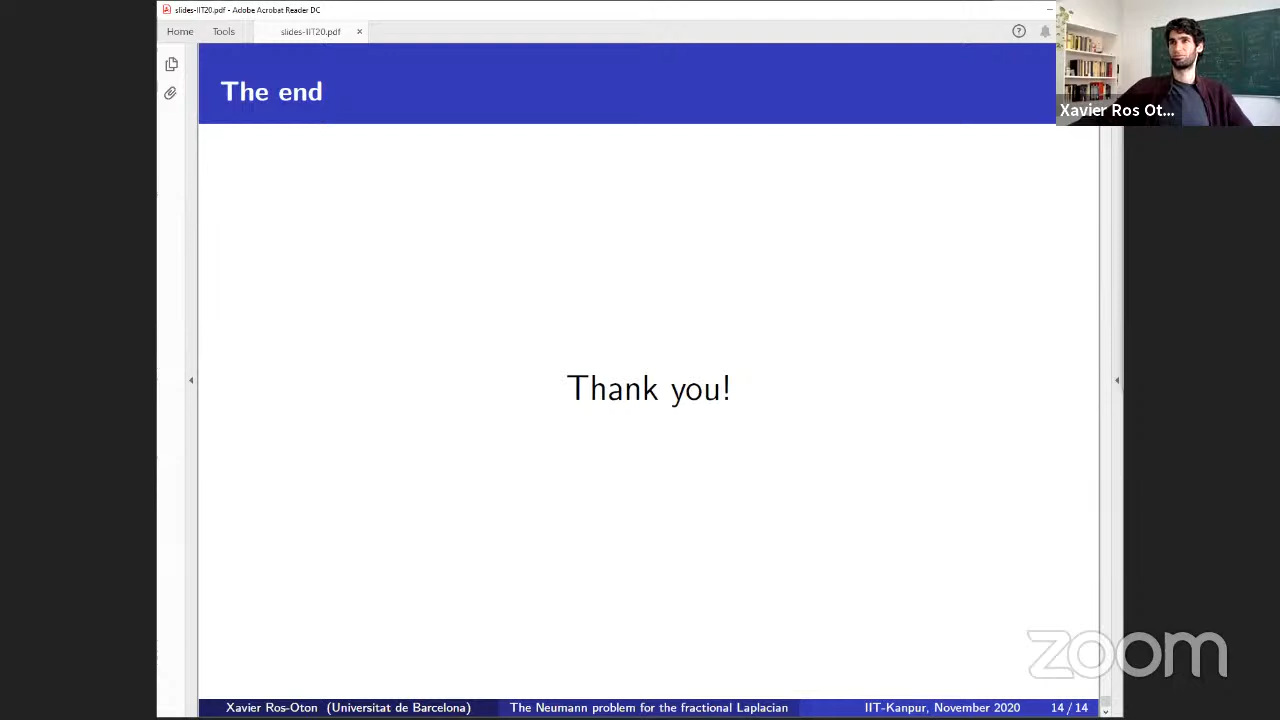 slides-IIT20.pdf - Adobe Acrobat Reader DC
Home Tools slides-IIT20.pdf ×
The end
Xavier Ros Ot...
Thank you!
zoom
Xavier Ros-Oton (Universitat de Barcelona) The Neumann problem for the fractional Laplacian IIT-Kanpur, November 2020 14 / 14